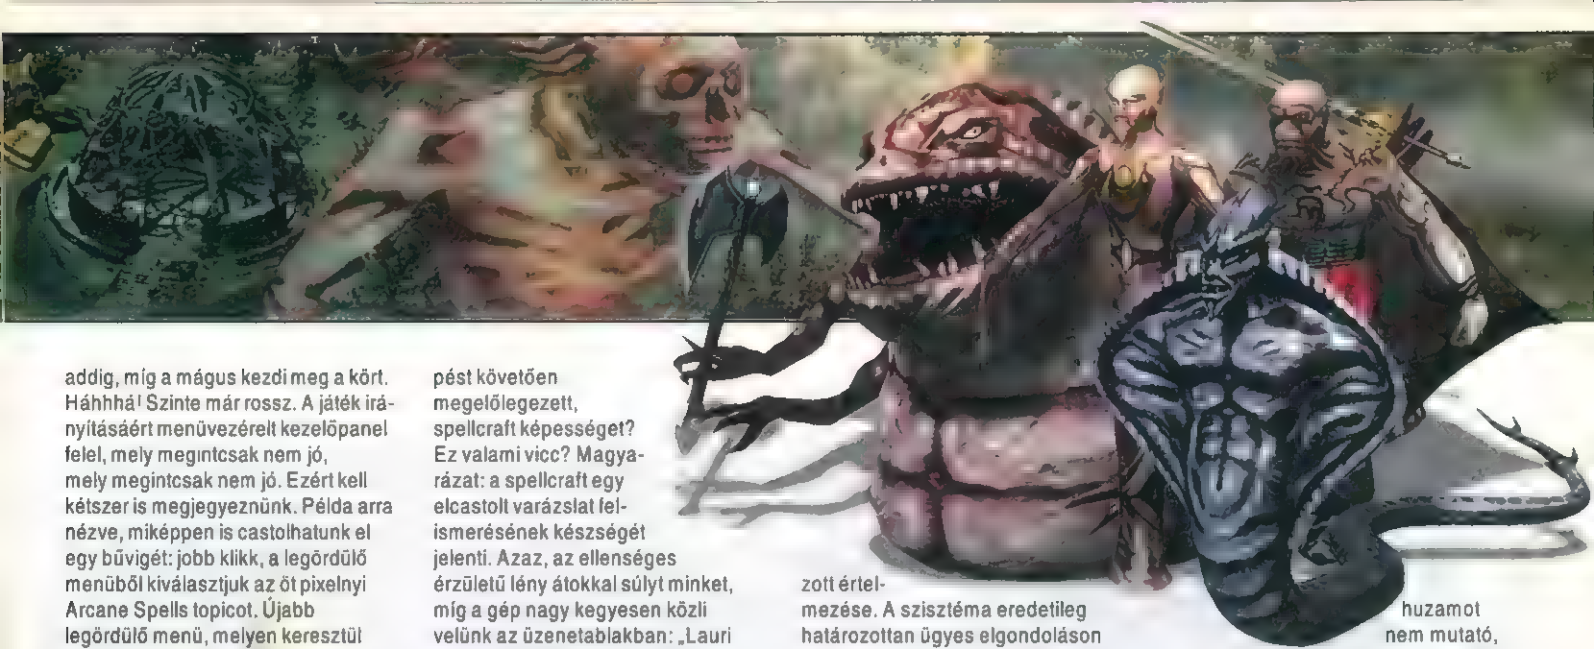 addig, míg a mágus kezdi meg a kört.
Háhhhá! Szinte már rossz. A játék irá-
nyításáért menüvezérelt kezelőpanel
felel, mely megintcsak nem jó,
mely megintcsak nem jó. Ezért kell
kétszer is megjegyeznünk. Példa arra
nézve, miképpen is castolhatunk el
egy bűvigét: jobb klikk, a legördülő
menüből kiválasztjuk az öt pixelnyi
Arcane Spells topicot. Újabb
legördülő menü, melyen keresztül
pést követően
megelőlegezett,
spellcraft képességet?
Ez valami vicc? Magya-
rázat: a spellcraft egy
elcastolt varázslat fel-
ismerésének készségét
jelenti. Azaz, az ellenséges
érzületű lény átokkal súlyt minket,
míg a gép nagy kegyesen közli
velünk az üzenetablakban: „Lauri
zott értel-
mezése. A szisztéma eredetileg
határozottan ügyes elgondoláson
huzamot
nem mutató,